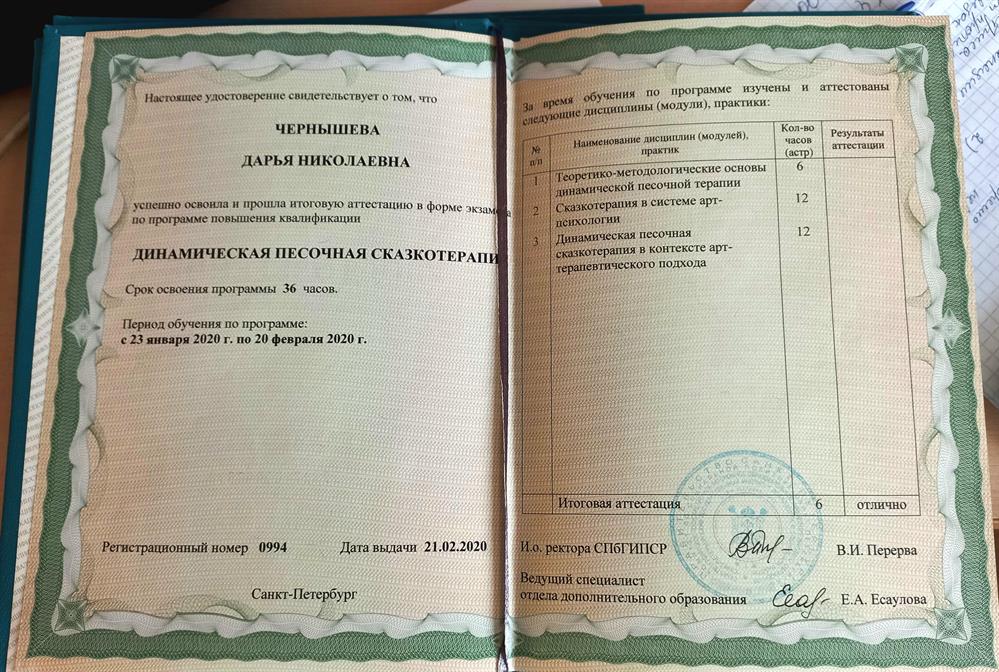 Настоящее удостоверение свидетельствует о том, что
ЧЕРНЫШЕВА
ДАРЬЯ НИКОЛАЕВНА
успешно освоила и прошла итоговую аттестацию в форме экзамена
по программе повышения квалификации
ДИНАМИЧЕСКАЯ ПЕСОЧНАЯ СКАЗКОТЕРАПИ
Срок освоения программы 36 часов.
Период обучения по программе:
с 23 января 2020 г. по 20 февраля 2020 г.
Регистрационный номер 0994 Дата выдачи 21.02.2020
Санкт-Петербург
За время обучения по программе изучены и аттестованы
следующие дисциплины (модули), практики:
№ п/п
Наименование дисциплин (модулей),
практик
Кол-во
часов
(астр)
Результаты
аттестации
1 Теоретико-методологические основы 6
динамической песочной терапии
2 Сказкотерапия в системе арт- 12
психологии
3 Динамическая песочная 12
сказкотерапия в контексте арт-
терапевтического подхода
Итоговая аттестация 6 отлично
И.о. ректора СПбГИПСР В.И. Перерва
Ведущий специалист
отдела дополнительного образования Е.А. Есаулова